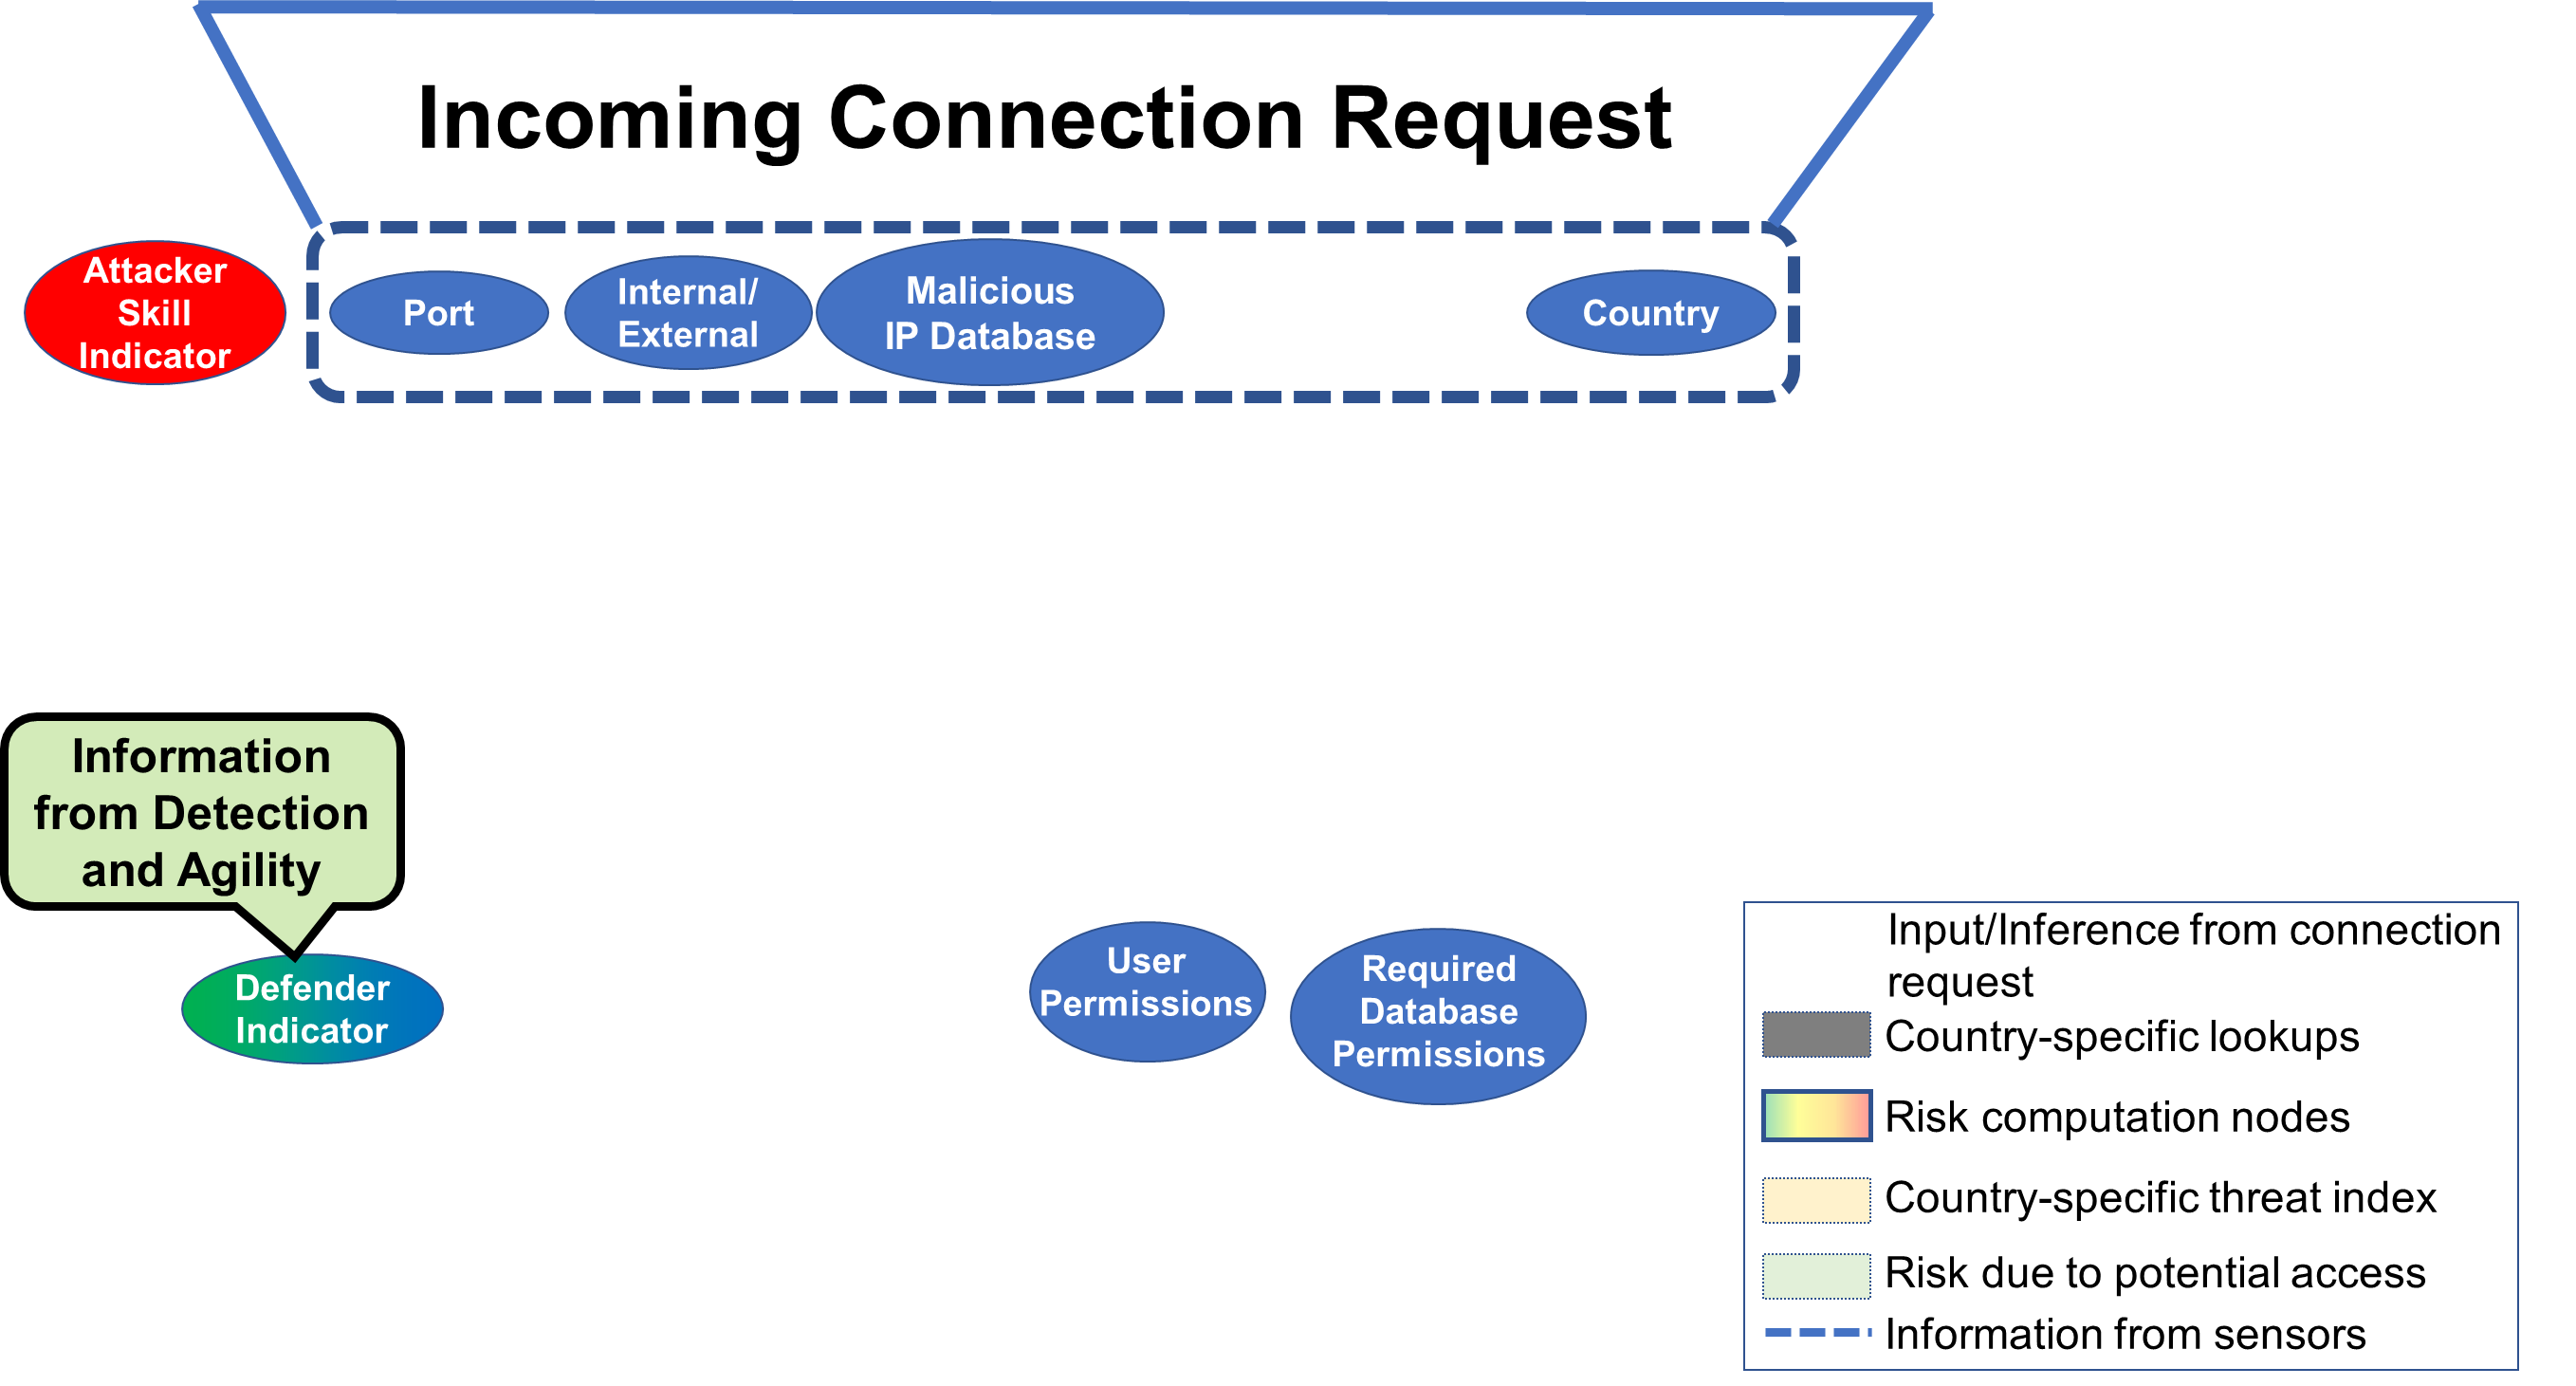 Incoming Connection Request
Attacker
Skill
Indicator
Port
Internal/
External
Malicious
IP Database
Country
Information
from Detection
and Agility
Defender
Indicator
User
Permissions
Required
Database
Permissions
Input/Inference from connection
request
Country-specific lookups
Risk computation nodes
Country-specific threat index
Risk due to potential access
Information from sensors